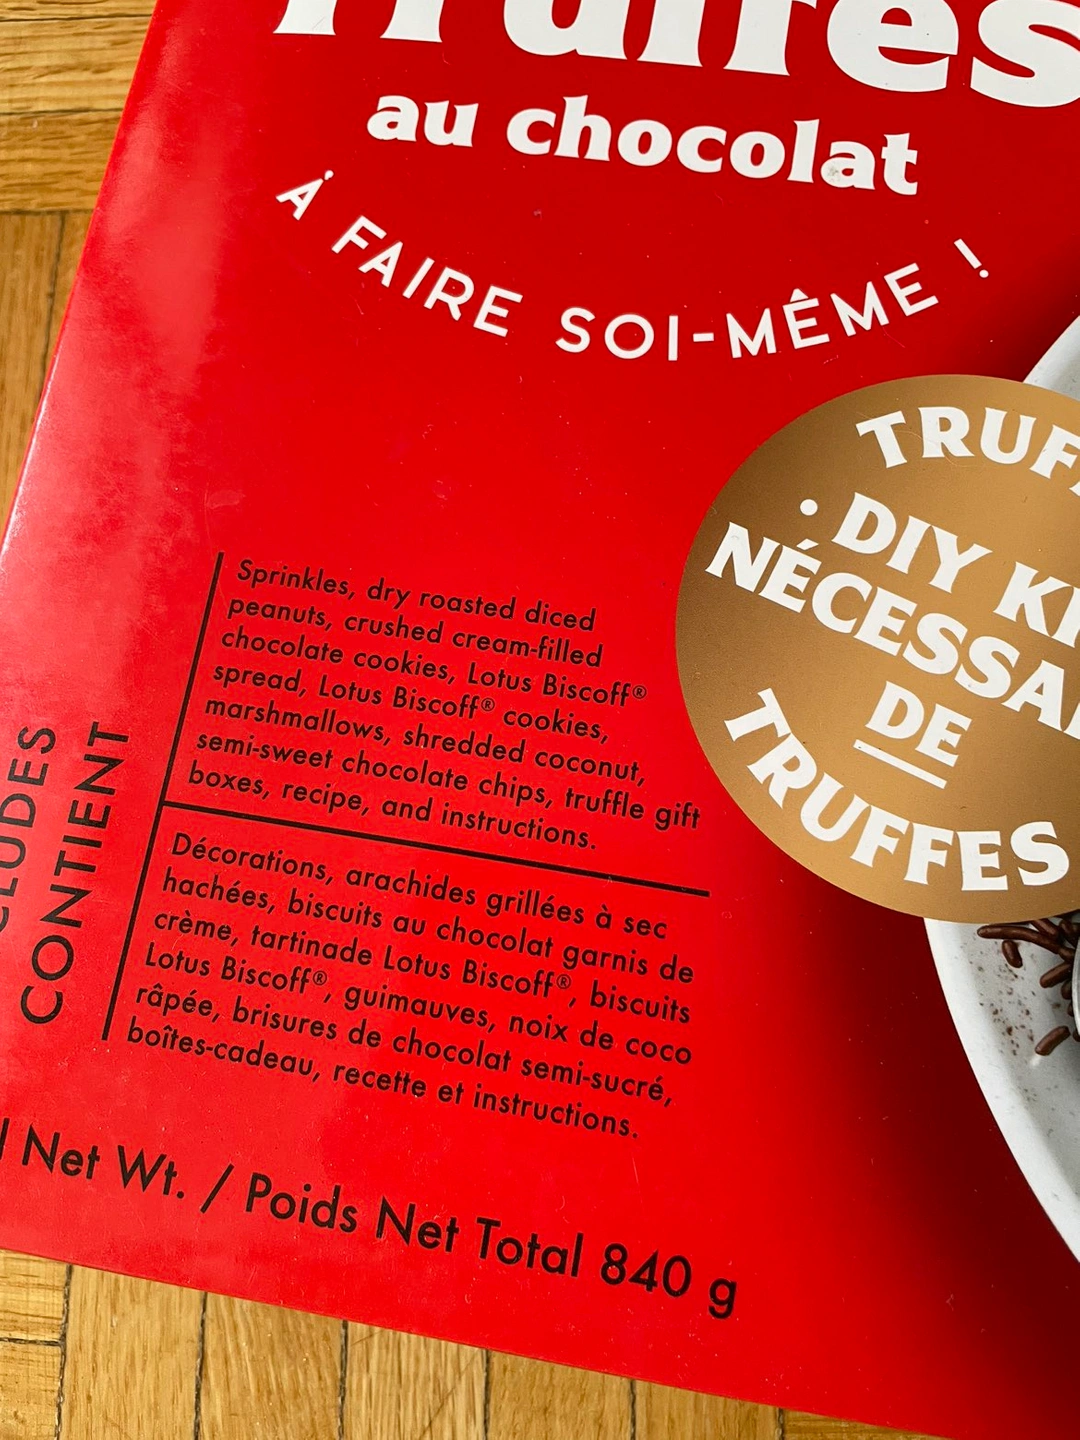 Truffes
au chocolat
À FAIRE SOI-MÊME !
· DIY
DE
TRUFFES
Sprinkles, dry roasted diced
peanuts, crushed cream-filled
chocolate cookies, Lotus Biscoff®
spread, Lotus Biscoff® cookies,
marshmallows, shredded coconut,
semi-sweet chocolate chips, truffle gift
boxes, recipe, and instructions.
CONTIENT
Décorations, arachides grillées à sec
hachées, biscuits au chocolat garnis de
crème, tartinade Lotus Biscoff®, biscuits
Lotus Biscoff®, guimauves, noix de coco
râpée, brisures de chocolat semi-sucré,
boîtes-cadeau, recette et instructions.
Net Wt. / Poids Net Total 840 g